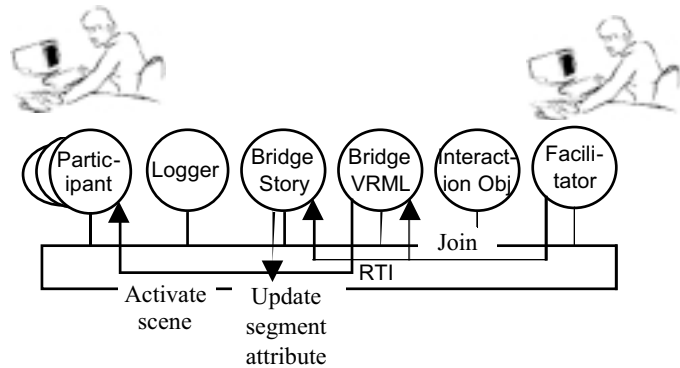 Partic-
ipant
Logger
Bridge
Story
Bridge
VRML
Interact-
ion Obj
Facili-
tator
Join
RTI
Activate
scene
Update
segment
attribute